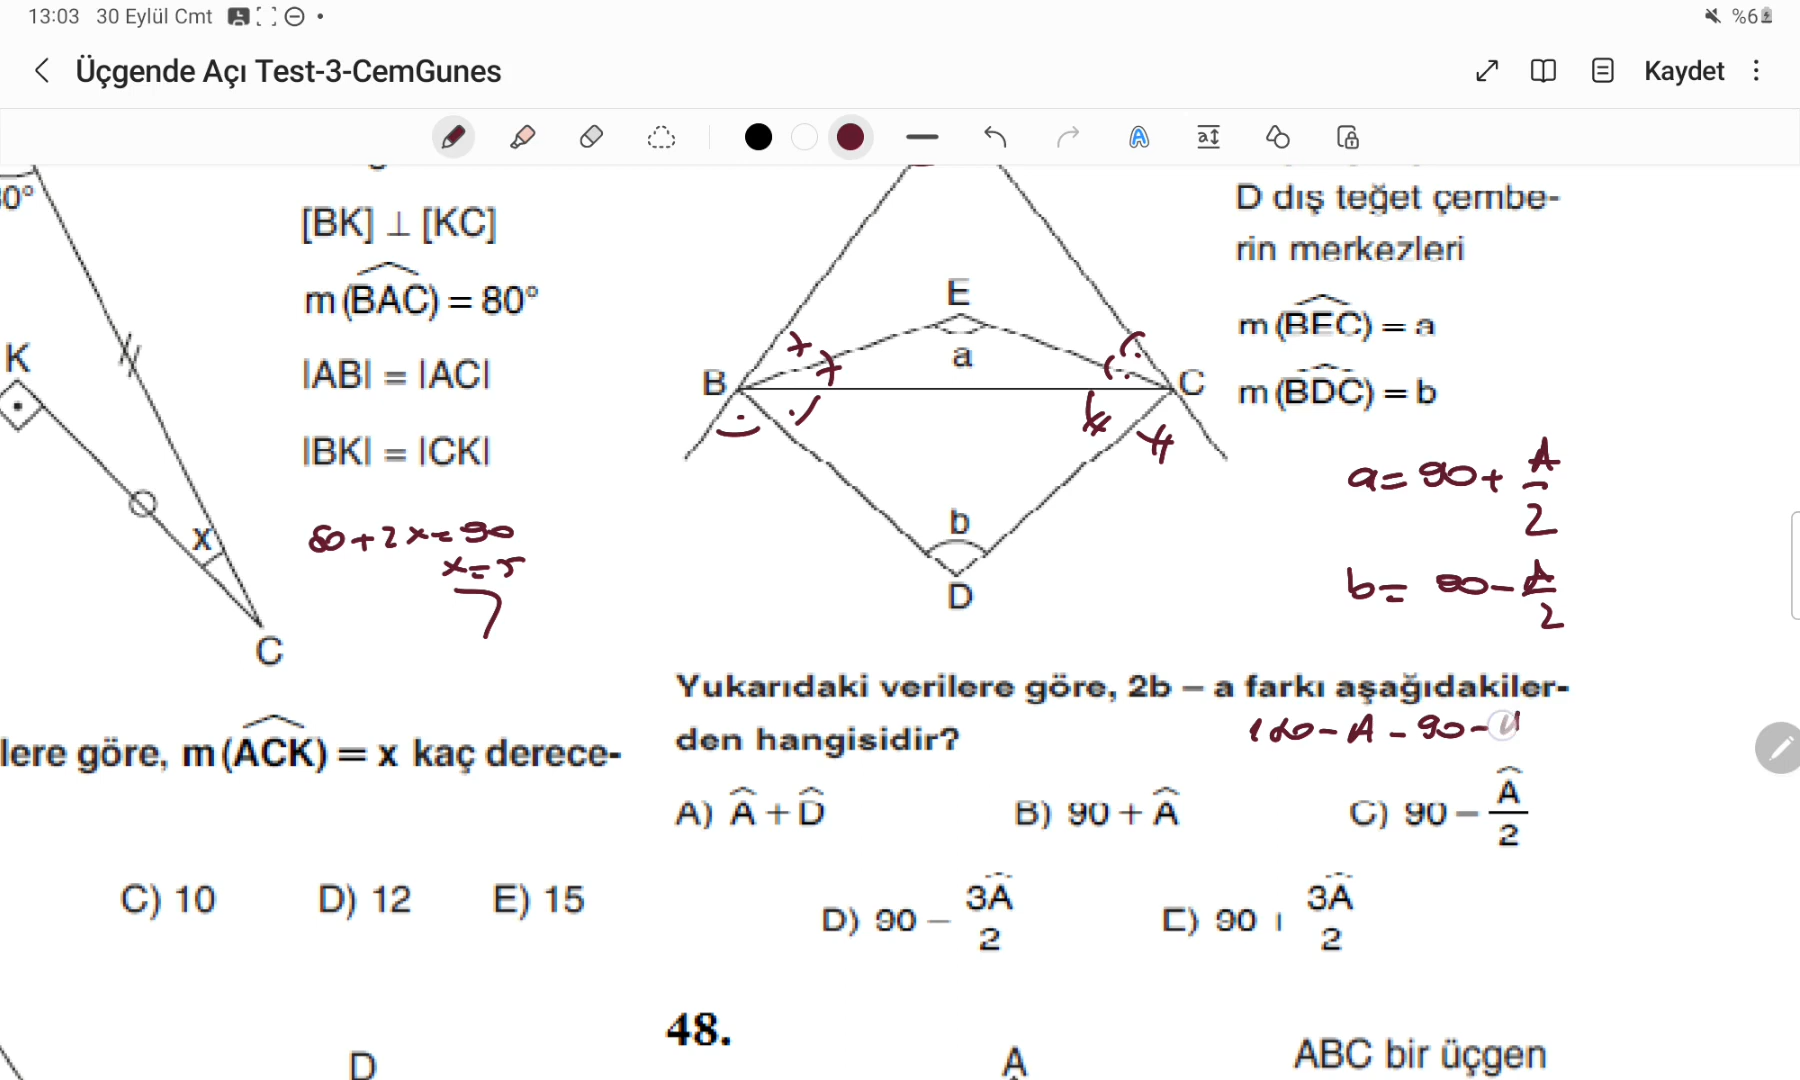 13:03 30 Eylül Cmt
%6
Üçgende Açı Test-3-CemGunes
Kaydet
0°
[BK] ⊥ [KC]
m(BAC) = 80°
|AB| = |AC|
|BK| = |CK|
K
x
C
80+2x=90
x=5
lere göre, m(ACK) = x kaç derece-
C) 10 D) 12 E) 15
D
E
a
B
C
b
D
D dış teğet çembe-
rin merkezleri
m(BEC) = a
m(BDC) = b
a=90+A/2
b=90-A/2
Yukarıdaki verilere göre, 2b – a farkı aşağıdakiler-
den hangisidir?
180-A-90-
A) A + D B) 90 + A C) 90 – A/2
D) 90 – 3A/2 E) 90 + 3A/2
48.
A
ABC bir üçgen